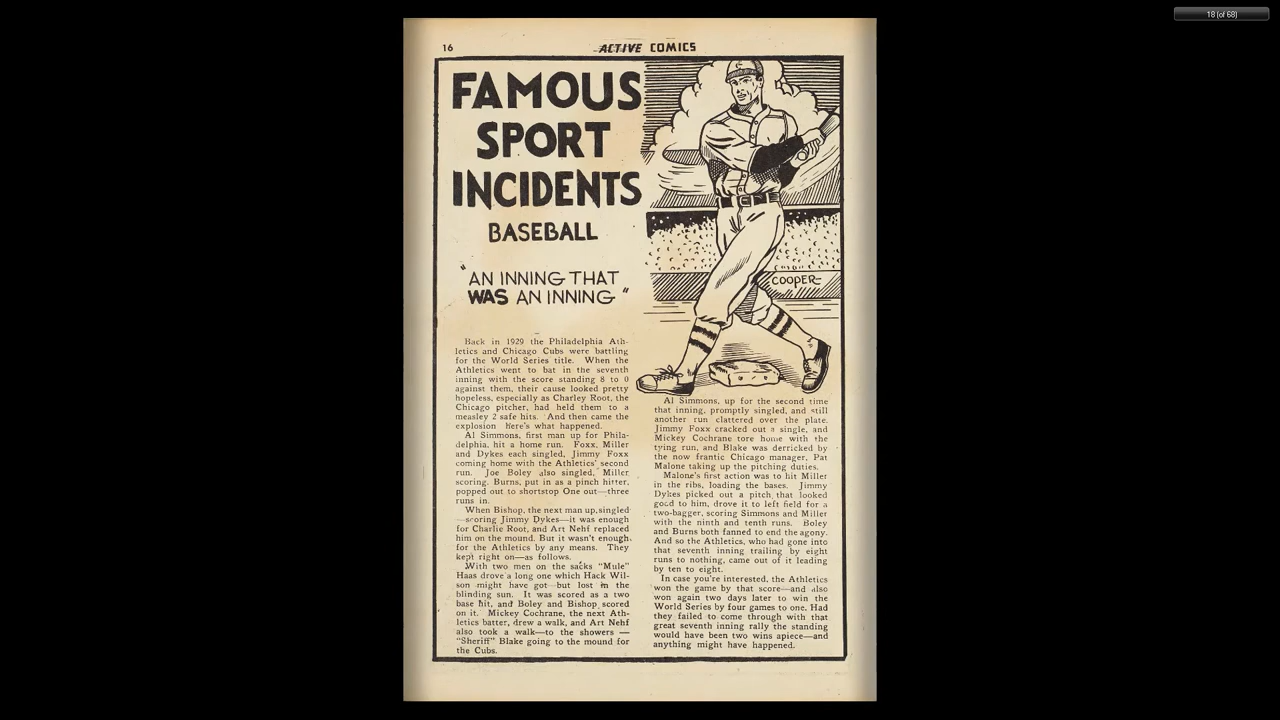 18 (of 68)
16
ACTIVE COMICS
FAMOUS
SPORT
INCIDENTS
BASEBALL
"AN INNING THAT
WAS AN INNING"
COOPER
Back in 1929 the Philadelphia Ath-
letics and Chicago Cubs were battling
for the World Series title. When the
Athletics went to bat in the seventh
inning with the score standing 8 to 0
against them, their cause looked pretty
hopeless, especially as Charley Root, the
Chicago pitcher, had held them to a
measley 2 safe hits. And then came the
explosion Here's what happened.
Al Simmons, first man up for Phila-
delphia, hit a home run. Foxx, Miller
and Dykes each singled, Jimmy Foxx
coming home with the Athletics' second
run. Joe Boley also singled, Miller
scoring. Burns, put in as a pinch hitter,
popped out to shortstop One out—three
runs in.
When Bishop, the next man up, singled
—scoring Jimmy Dykes—it was enough
for Charlie Root, and Art Nehf replaced
him on the mound. But it wasn't enough
for the Athletics by any means. They
kept right on—as follows.
With two men on the sacks "Mule"
Haas drove a long one which Hack Wil-
son might have got—but lost in the
blinding sun. It was scored as a two
base hit, and Boley and Bishop scored
on it. Mickey Cochrane, the next Ath-
letics batter, drew a walk, and Art Nehf
also took a walk—to the showers —
"Sheriff" Blake going to the mound for
the Cubs.
Al Simmons, up for the second time
that inning, promptly singled, and still
another run clattered over the plate.
Jimmy Foxx cracked out a single, and
Mickey Cochrane tore home with the
tying run, and Blake was derricked by
the now frantic Chicago manager, Pat
Malone taking up the pitching duties.
Malone's first action was to hit Miller
in the ribs, loading the bases. Jimmy
Dykes picked out a pitch that looked
good to him, drove it to left field for a
two-bagger, scoring Simmons and Miller
with the ninth and tenth runs. Boley
and Burns both fanned to end the agony.
And so the Athletics, who had gone into
that seventh inning trailing by eight
runs to nothing, came out of it leading
by ten to eight.
In case you're interested, the Athletics
won the game by that score—and also
won again two days later to win the
World Series by four games to one. Had
they failed to come through with that
great seventh inning rally the standing
would have been two wins apiece—and
anything might have happened.